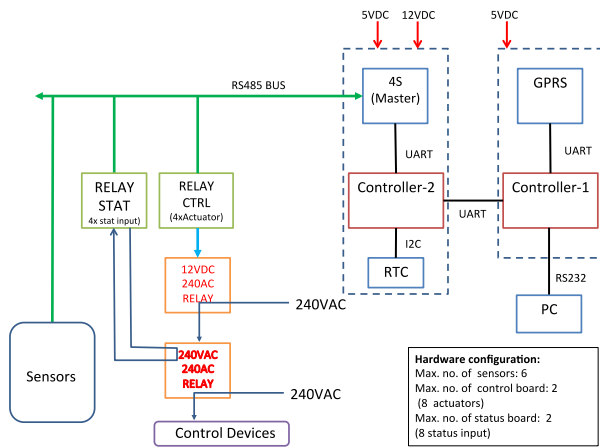 5VDC
12VDC
5VDC
RS485 BUS
4S
(Master)
GPRS
UART
UART
RELAY
STAT
4x stat input)
RELAY
CTRL
(4xActuator)
Controller-2
Controller-1
UART
I2C
RTC
RS232
PC
12VDC
240AC
RELAY
240VAC
240VAC
240AC
RELAY
240VAC
Sensors
Control Devices
Hardware configuration:
Max. no. of sensors: 6
Max. no. of control board: 2
(8 actuators)
Max. no. of status board: 2
(8 status input)